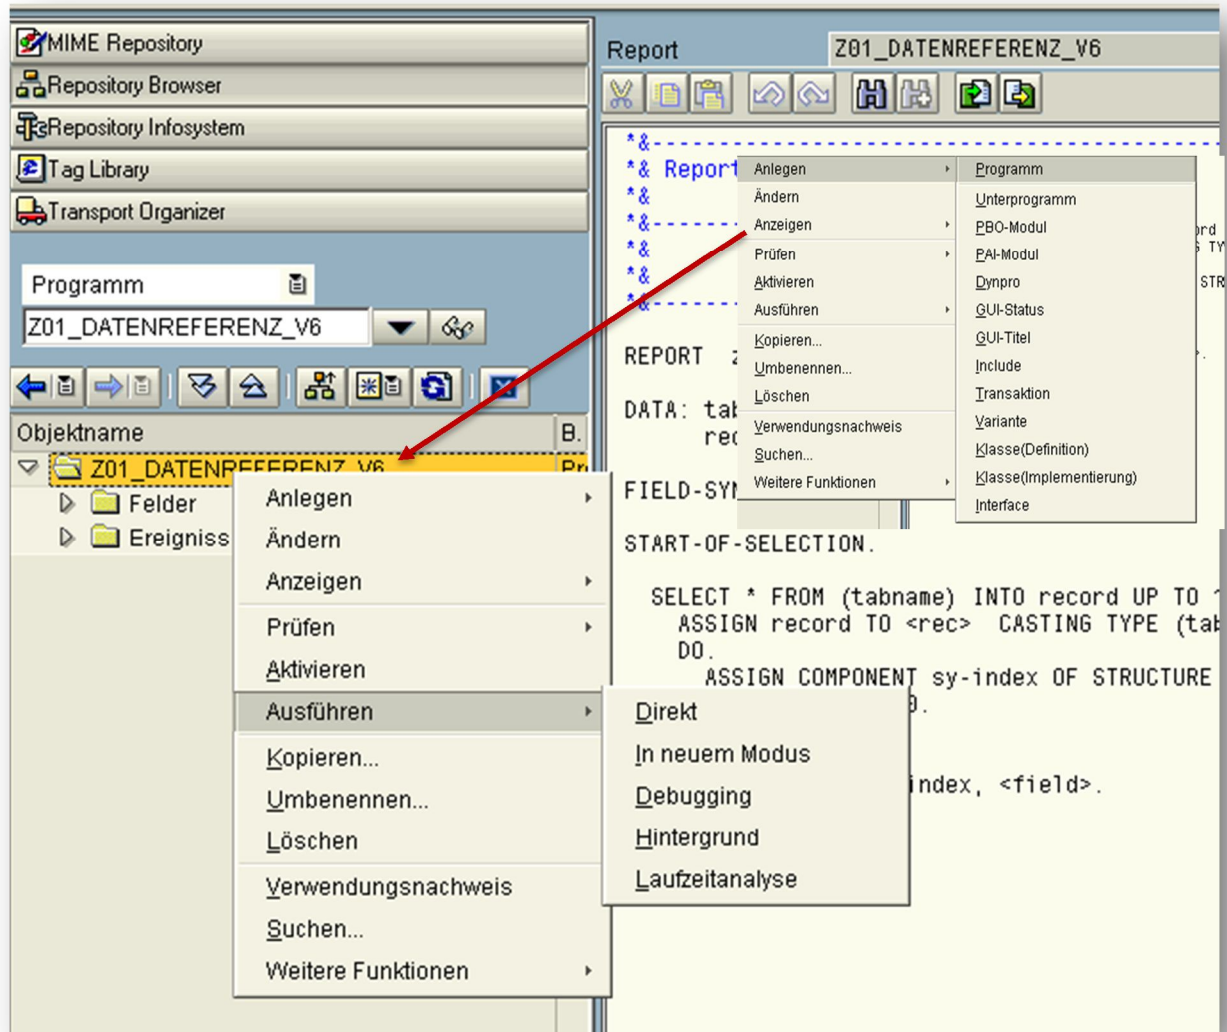 MIME Repository
Repository Browser
Repository Infosystem
Tag Library
Transport Organizer
Programm
Z01_DATENREFERENZ_V6
Objektname
B.
Z01_DATENREFERENZ_V6
Felder
Ereigniss
Anlegen
Ändern
Anzeigen
Prüfen
Aktivieren
Ausführen
Kopieren...
Umbenennen...
Löschen
Verwendungsnachweis
Suchen...
Weitere Funktionen
Direkt
In neuem Modus
Debugging
Hintergrund
Laufzeitanalyse
Report
Z01_DATENREFERENZ_V6
*&---------------------------------------------
*& Report
*&
*&-------
*&
*&
*&-------
REPORT
DATA: tab
rec
FIELD-SYM
START-OF-SELECTION.
SELECT * FROM (tabname) INTO record UP TO
ASSIGN record TO <rec> CASTING TYPE (tab
DO.
ASSIGN COMPONENT sy-index OF STRUCTURE
index, <field>.
Anlegen
Ändern
Anzeigen
Prüfen
Aktivieren
Ausführen
Kopieren...
Umbenennen...
Löschen
Verwendungsnachweis
Suchen...
Weitere Funktionen
Programm
Unterprogramm
PBO-Modul
PAI-Modul
Dynpro
GUI-Status
GUI-Titel
Include
Transaktion
Variante
Klasse(Definition)
Klasse(Implementierung)
Interface
ord
TY
STR